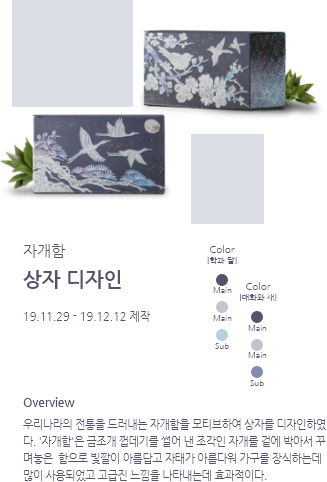 자개함
상자 디자인
19.11.29 - 19.12.12 제작
Color
[학과 달]
Main
Main
Sub
Color
[매화와 새]
Main
Main
Sub
Overview
우리나라의 전통을 드러내는 자개함을 모티브하여 상자를 디자인하였
다. '자개함'은 금조개 껍데기를 썰어 낸 조각인 자개를 겉에 박아서 꾸
며놓은 함으로 빛깔이 아름답고 자태가 아름다워 가구를 장식하는데
많이 사용되었고 고급진 느낌을 나타내는데 효과적이다.